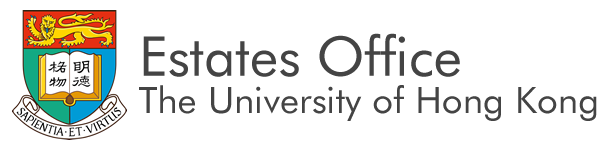 Estates Office
The University of Hong Kong
明德
格物
SAPIENTIA·ET·VIRTUS